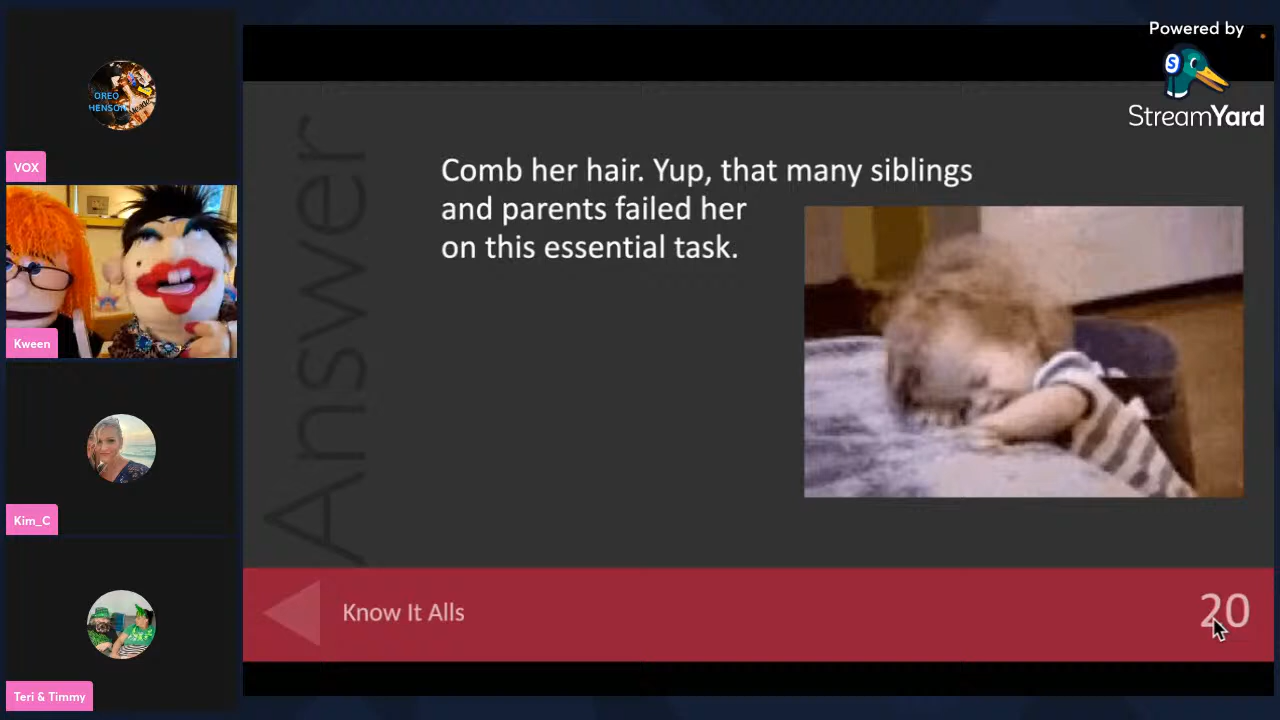 Powered by
StreamYard
OREO
HENSON
VOX
Kween
Kim_C
Teri & Timmy
Answer
Comb her hair. Yup, that many siblings
and parents failed her
on this essential task.
Know It Alls
20